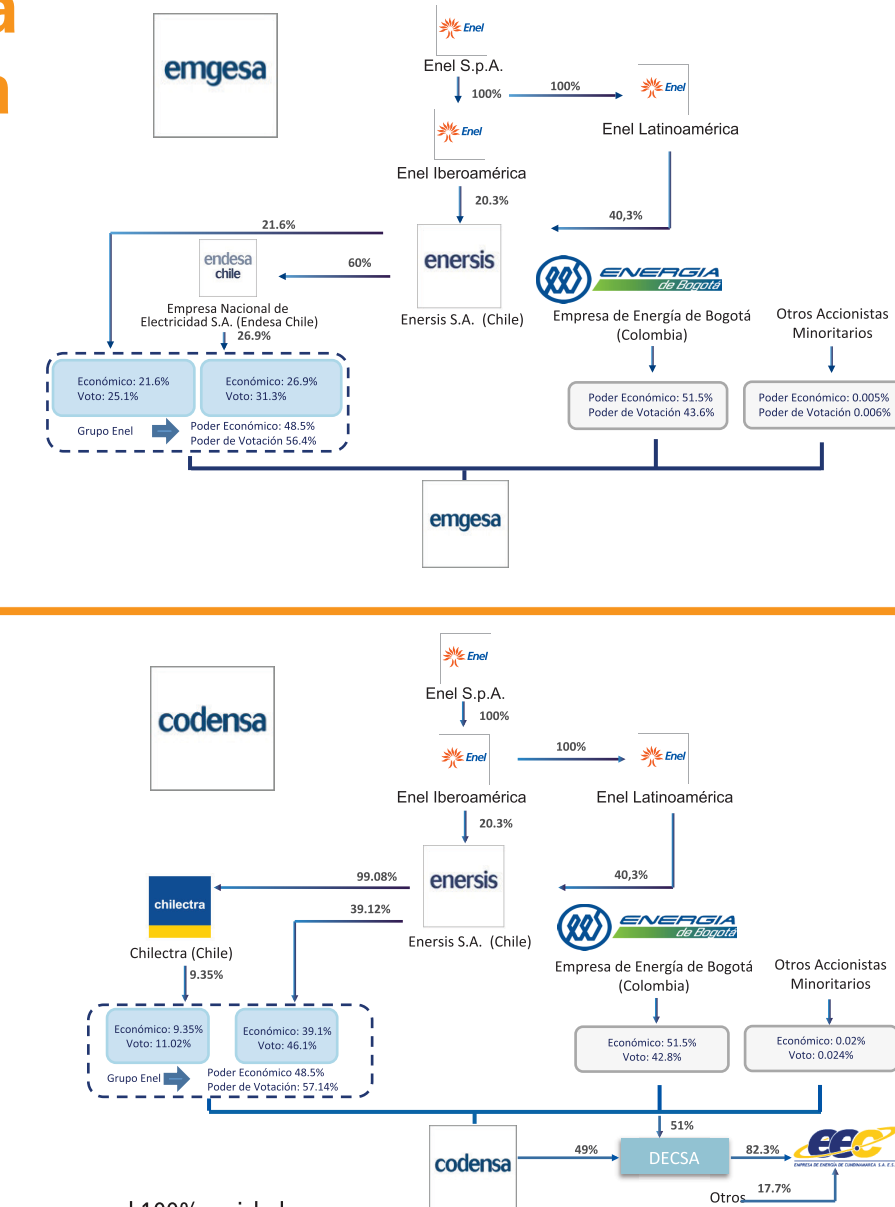 a
n
emgesa
Enel
Enel S.p.A.
100%
100%
Enel
Enel Latinoamérica
Enel
Enel Iberoamérica
20.3%
40,3%
21.6%
60%
endesa
chile
Empresa Nacional de
Electricidad S.A. (Endesa Chile)
26.9%
enersis
Enersis S.A. (Chile)
ENERGIA
de Bogotá
Empresa de Energía de Bogotá
(Colombia)
Otros Accionistas
Minoritarios
Económico: 21.6%
Voto: 25.1%
Económico: 26.9%
Voto: 31.3%
Grupo Enel
Poder Económico: 48.5%
Poder de Votación 56.4%
Poder Económico: 51.5%
Poder de Votación 43.6%
Poder Económico: 0.005%
Poder de Votación 0.006%
emgesa
codensa
Enel
Enel S.p.A.
100%
Enel
Enel Iberoamérica
100%
Enel
Enel Latinoamérica
20.3%
40,3%
99.08%
39.12%
enersis
Enersis S.A. (Chile)
chilectra
Chilectra (Chile)
9.35%
ENERGIA
de Bogotá
Empresa de Energía de Bogotá
(Colombia)
Otros Accionistas
Minoritarios
Económico: 9.35%
Voto: 11.02%
Económico: 39.1%
Voto: 46.1%
Grupo Enel
Poder Económico 48.5%
Poder de Votación: 57.14%
Económico: 51.5%
Voto: 42.8%
Económico: 0.02%
Voto: 0.024%
codensa
49%
51%
DECSA
82.3%
eec
EMPRESA DE ENERGÍA DE CUNDINAMARCA S.A. E.S.
Otros
17.7%
100%